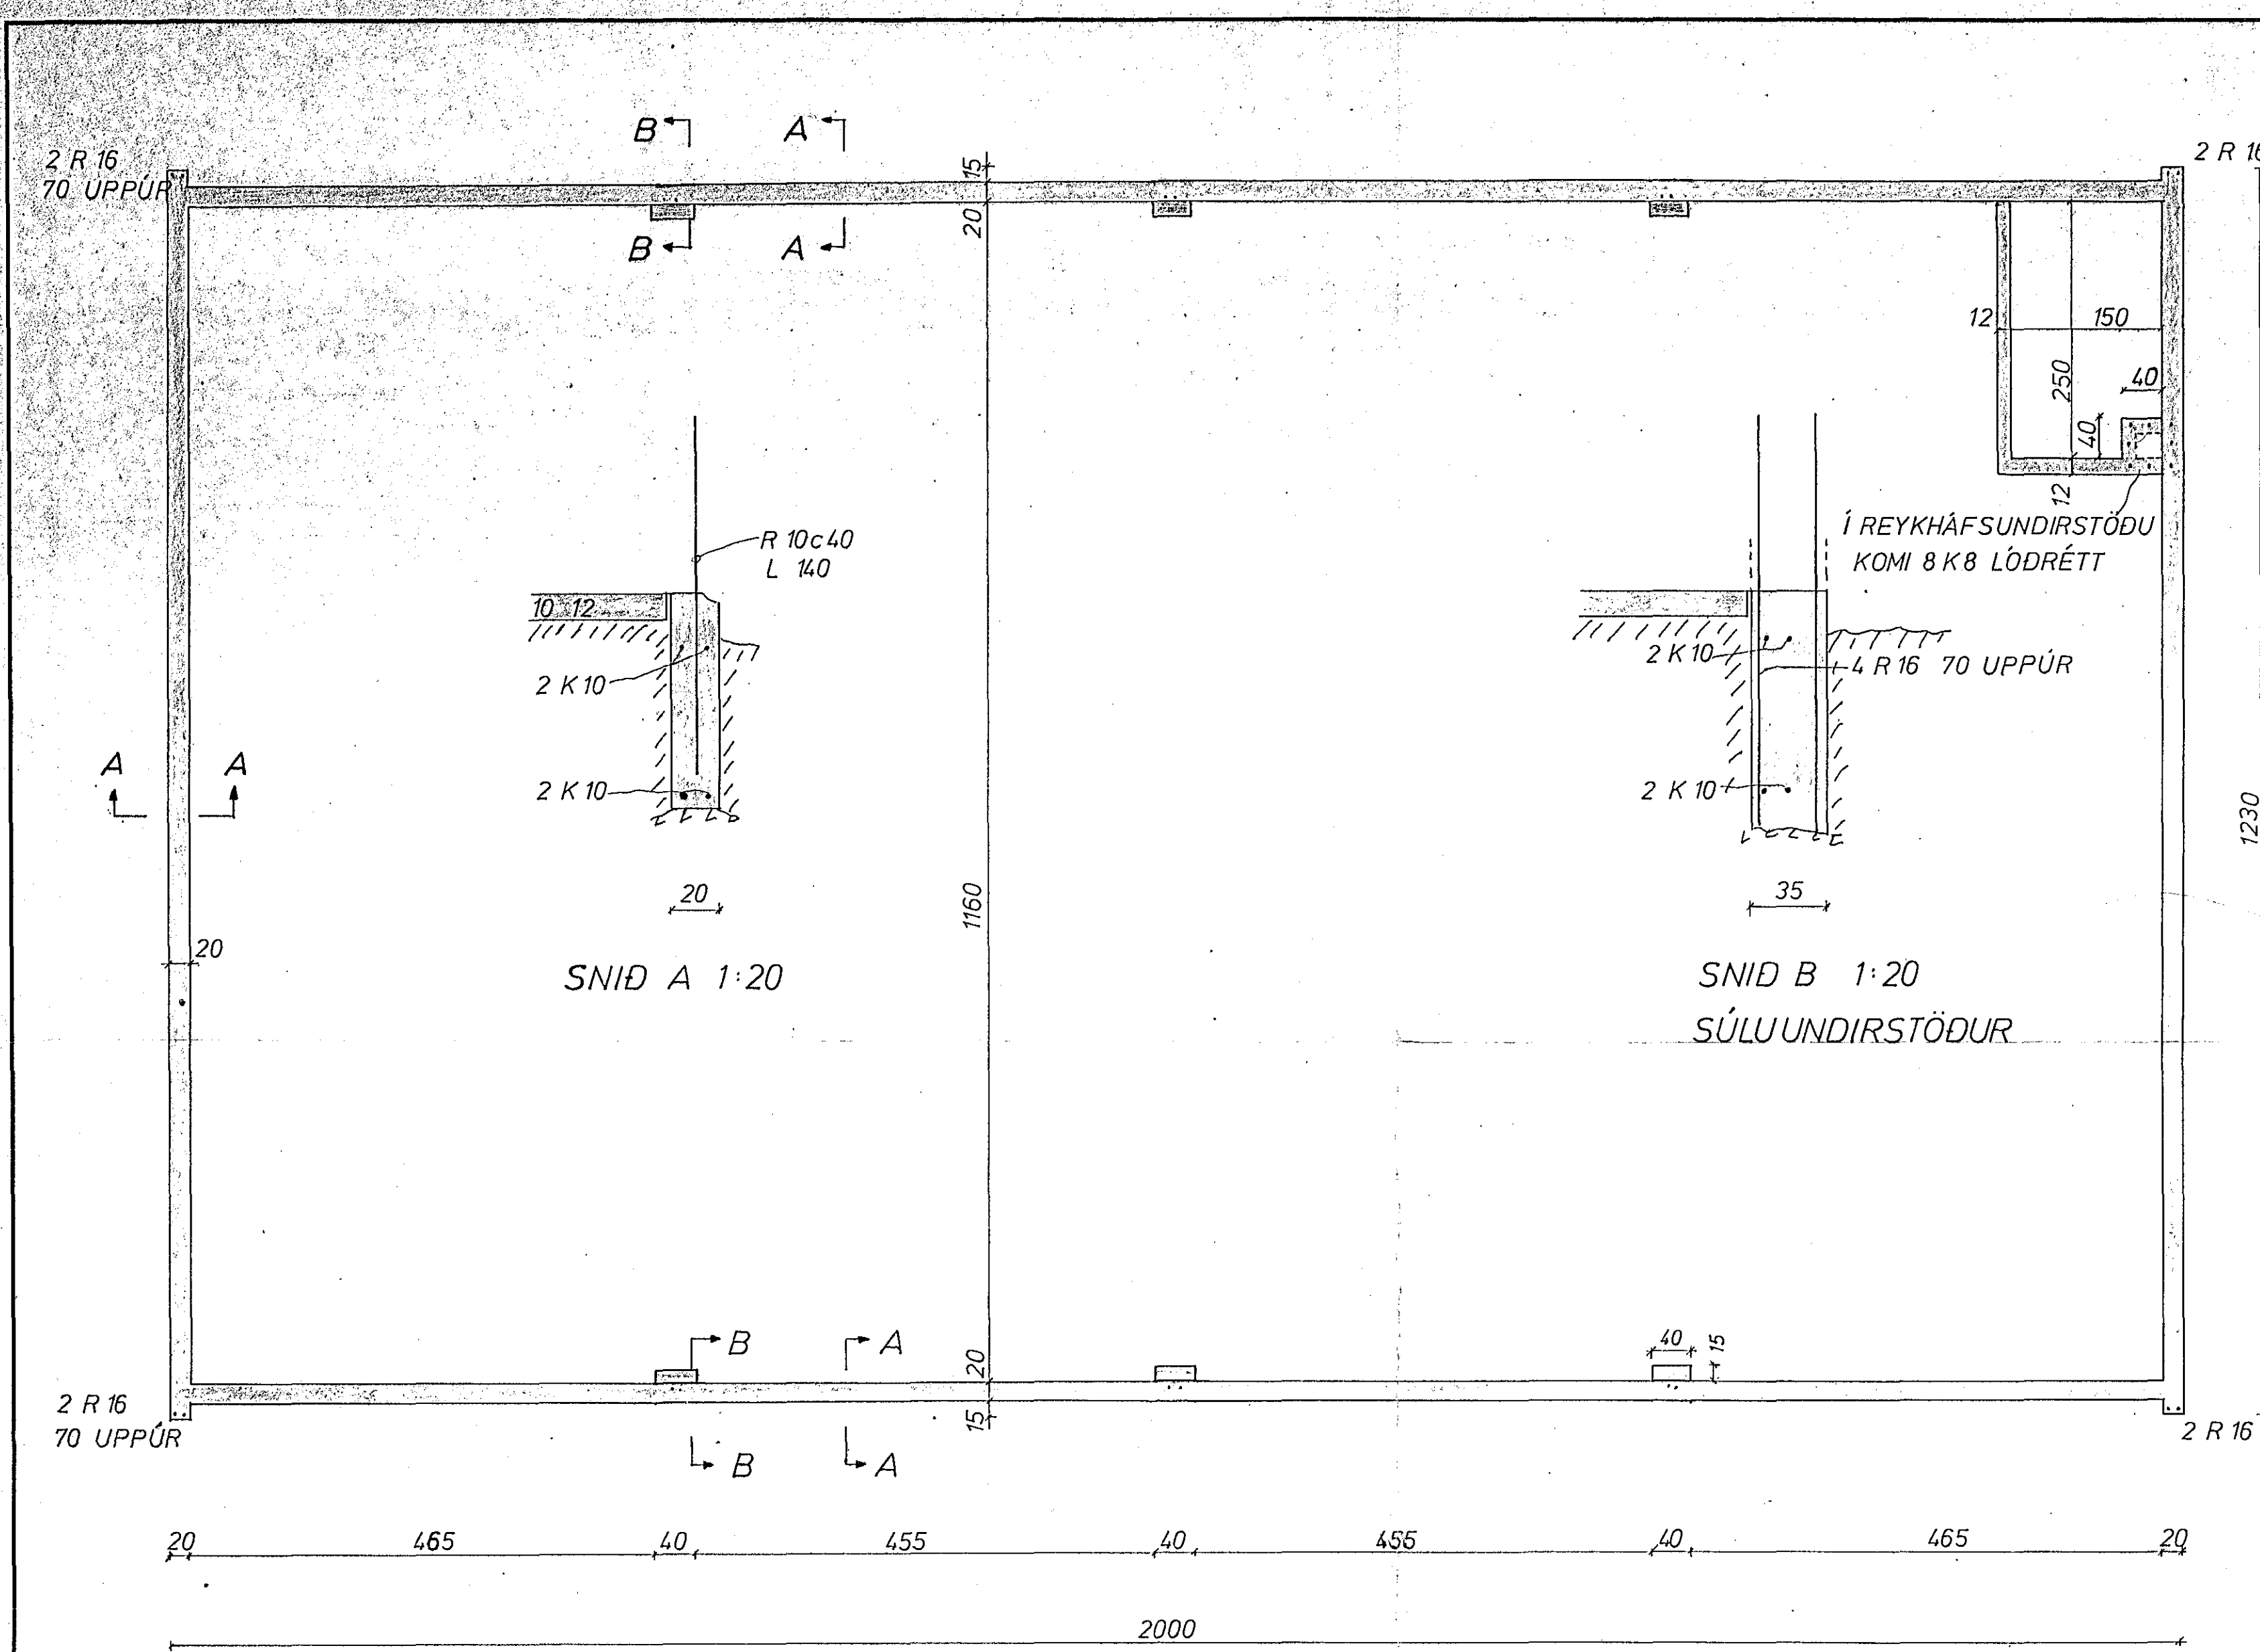 B A
2 R 16
70 UPPÚR
15
2 R 16
20
B A
12 150
250
40
40
12
Í REYKHÁFSUNDIRSTÖÐU
KOMI 8 K8 LÓÐRÉTT
R 10c40
L 140
10 12
2 K 10
2 K 10
4 R 16 70 UPPÚR
A A
2 K 10
2 K 10
1230
20
35
1160
20
SNIÐ A 1:20
SNIÐ B 1:20
SÚLUUNDIRSTÖÐUR
B A
20
40 15
2 R 16
70 UPPÚR
15
2 R 16
B A
20 465 40 455 40 455 40 465 20
2000